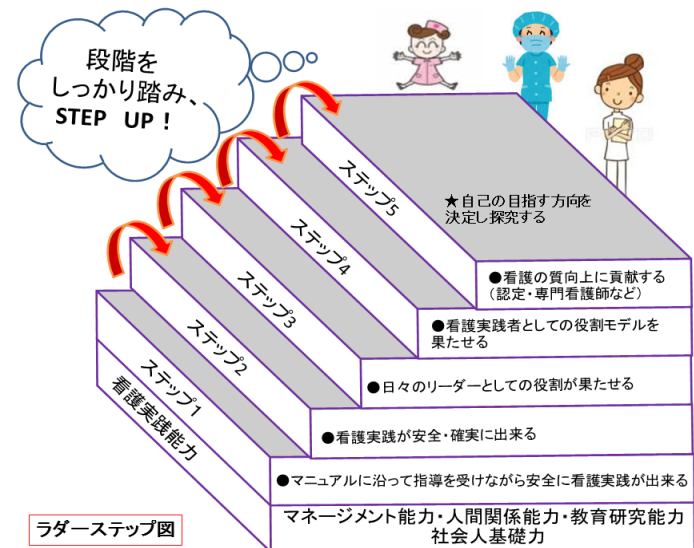 段階を
しっかり踏み、
STEP UP！
ステップ5
★自己の目指す方向を
決定し探究する
ステップ4
●看護の質向上に貢献する
（認定・専門看護師など）
ステップ3
●看護実践者としての役割モデルを
果たせる
ステップ2
●日々のリーダーとしての役割が果たせる
ステップ1
●看護実践が安全・確実に出来る
看護実践能力
●マニュアルに沿って指導を受けながら安全に看護実践が出来る
マネージメント能力・人間関係能力・教育研究能力
社会人基礎力
ラダーステップ図